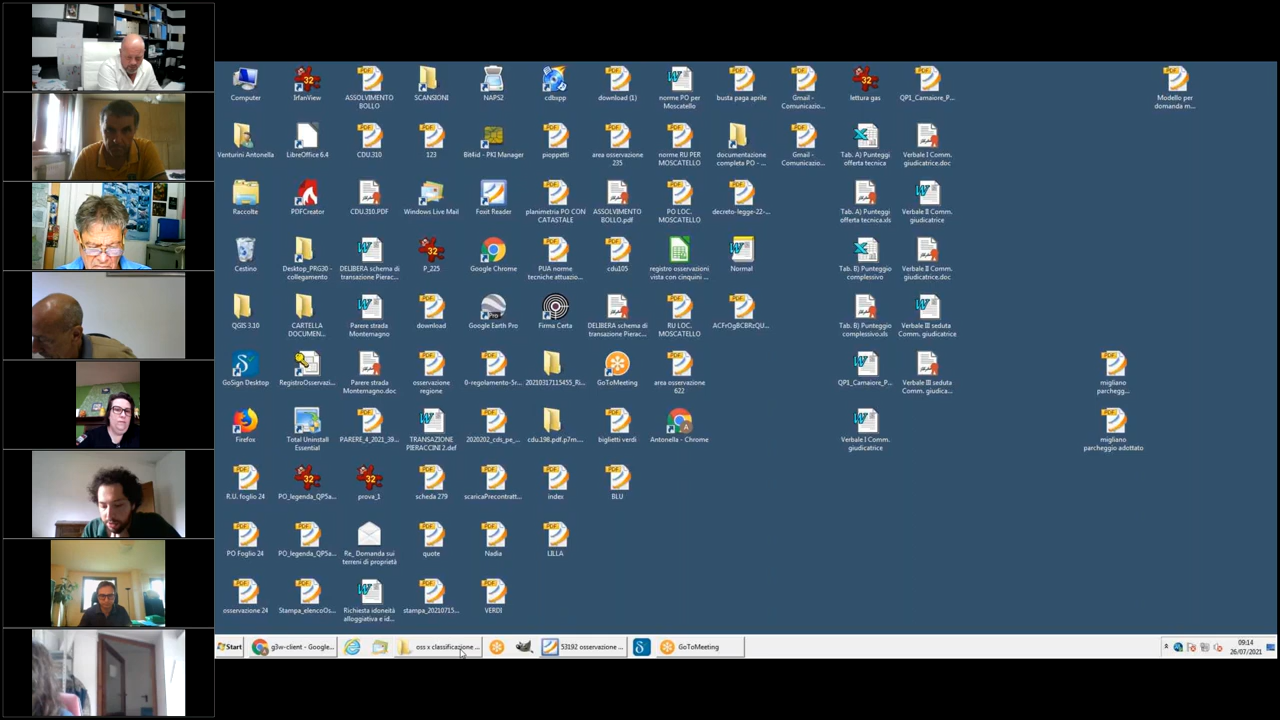 Computer
IrfanView
ASSOLVIMENTO
BOLLO
SCANSIONI
NAPS2
cdbxpp
download (1)
norme PO per
Moscatello
busta paga aprile
Gmail -
Comunicazio...
lettura gas
QP1_Camaiore_P...
Modello per
domanda m...
Venturini Antonella
LibreOffice 6.4
CDU.310
123
Bit4id - PKI Manager
pioppetti
area osservazione
235
norme RU PER
MOSCATELLO
documentazione
completa PO - ...
Gmail -
Comunicazio...
Tab. A) Punteggi
offerta tecnica
Verbale I Comm.
giudicatrice.doc
Raccolte
PDFCreator
CDU.310.PDF
Windows Live Mail
Foxit Reader
planimetria PO CON
CATASTALE
ASSOLVIMENTO
BOLLO.pdf
PO LOC.
MOSCATELLO
decreto-legge-22-...
Tab. A) Punteggi
offerta tecnica.xls
Verbale II Comm.
giudicatrice
Cestino
Desktop_PRG30 -
collegamento
DELIBERA schema di
transazione Pierac...
P_225
Google Chrome
PUA norme
tecniche attuazio...
cdu105
registro osservazioni
vista con cinquini ...
Normal
Tab. B) Punteggio
complessivo
Verbale II Comm.
giudicatrice.doc
QGIS 3.10
CARTELLA
DOCUMEN...
Parere strada
Montemagno
download
Google Earth Pro
Firma Certa
DELIBERA schema di
transazione Pierac...
RU LOC.
MOSCATELLO
ACFrOgBCBRzQU...
Tab. B) Punteggio
complessivo.xls
Verbale III seduta
Comm. giudicatrice
GoSign Desktop
RegistroOsservazi...
Parere strada
Montemagno.doc
osservazione
regione
0-regolamento-5r...
20210317115455_Ri...
GoToMeeting
area osservazione
622
QP1_Camaiore_P...
Verbale III seduta
Comm. giudica...
migliano
parchegg...
Firefox
Total Uninstall
Essential
PARERE_4_2021_39...
TRANSAZIONE
PIERACCINI 2.def
2020202_cds_pe_...
cdu.198.pdf.p7m....
biglietti verdi
Antonella - Chrome
Verbale I Comm.
giudicatrice
migliano
parcheggio adottato
R.U. foglio 24
PO_legenda_QP5a...
prova_1
scheda 279
scaricaPrecontratt...
index
BLU
PO Foglio 24
PO_legenda_QP5a...
Re_ Domanda sui
terreni di proprietà
quote
Nadia
LILLA
osservazione 24
Stampa_elencoOs...
Richiesta idoneità
alloggiativa e id...
stampa_20210715...
VERDI
Start
g3w-client - Google...
oss x classificazione ...
53192 osservazione ...
GoToMeeting
09:14
26/07/2021